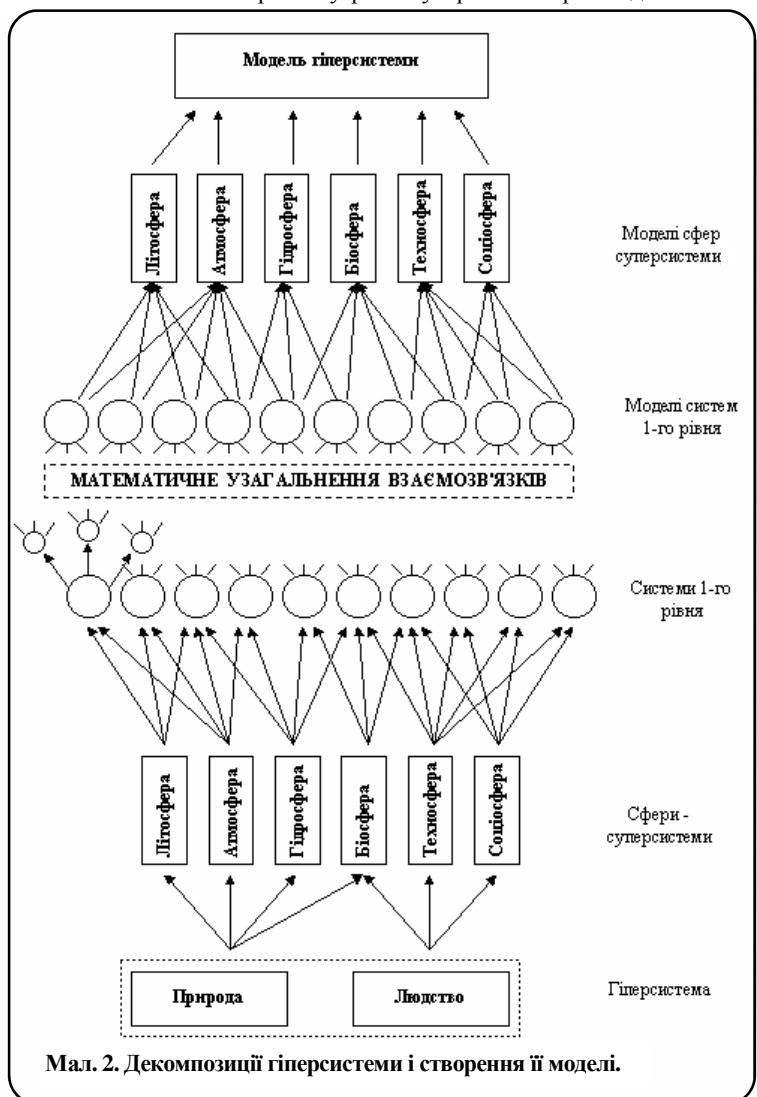 Модель гіперсистеми
Літосфера
Атмосфера
Гідросфера
Біосфера
Техносфера
Соціосфера
Моделі сфер
суперсистеми
Моделі систем
1-го рівня
МАТЕМАТИЧНЕ УЗАГАЛЬНЕННЯ ВЗАЄМОЗВ'ЯЗКІВ
Системи 1-го
рівня
Літосфера
Атмосфера
Гідросфера
Біосфера
Техносфера
Соціосфера
Сфери -
суперсистеми
Природа
Людство
Гіперсистема
Мал. 2. Декомпозиції гіперсистеми і створення її моделі.